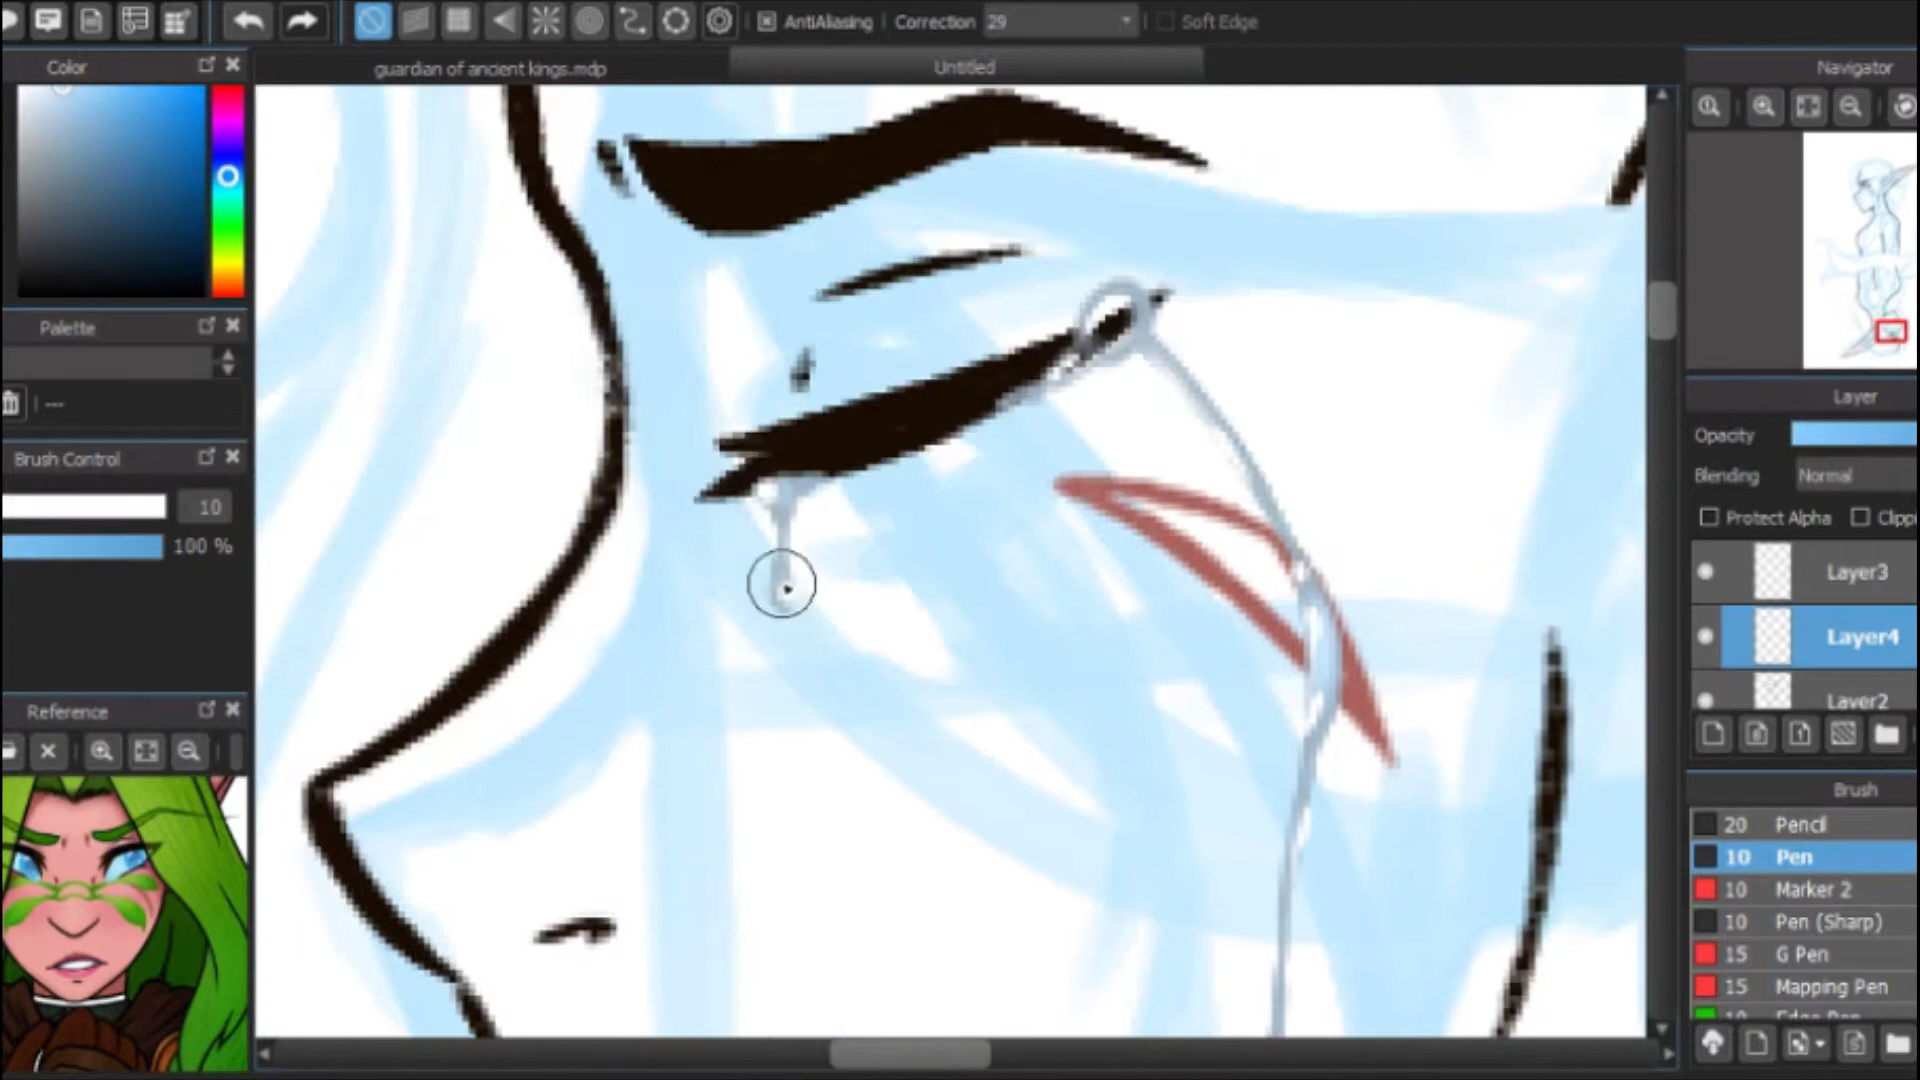 AntiAliasing Correction 29 Soft Edge
Color
guardian of ancient kings.mdp
Untitled
Navigator
Palette
---
Layer
Opacity
Blending Normal
Brush Control
10
100 %
Protect Alpha
Layer3
Layer4
Layer2
Reference
Brush
20 Pencil
10 Pen
10 Marker 2
10 Pen (Sharp)
15 G Pen
15 Mapping Pen